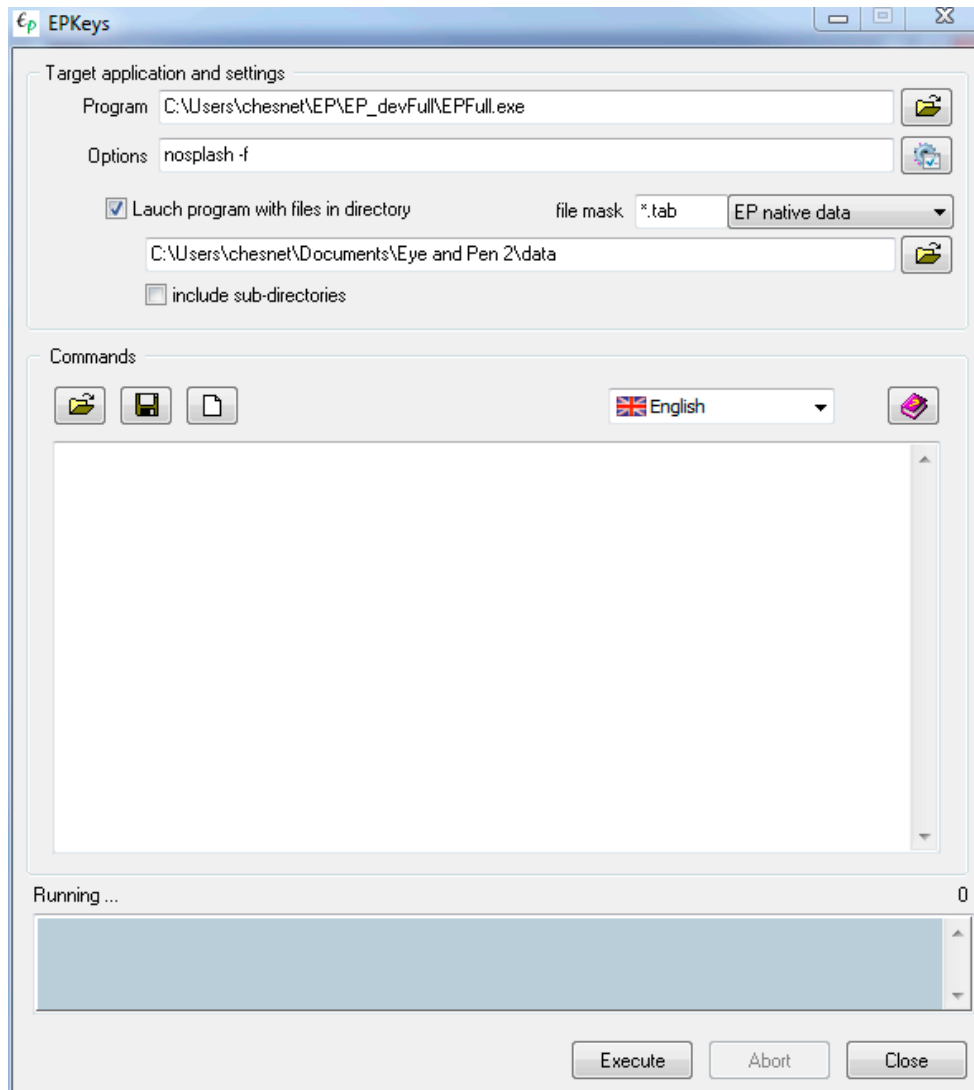 εp EPKeys
Target application and settings
Program C:\Users\chesnet\EP\EP_devFull\EPFull.exe
Options nosplash -f
Lauch program with files in directory file mask *.tab EP native data
C:\Users\chesnet\Documents\Eye and Pen 2\data
include sub-directories
Commands
English
Running ... 0
Execute Abort Close